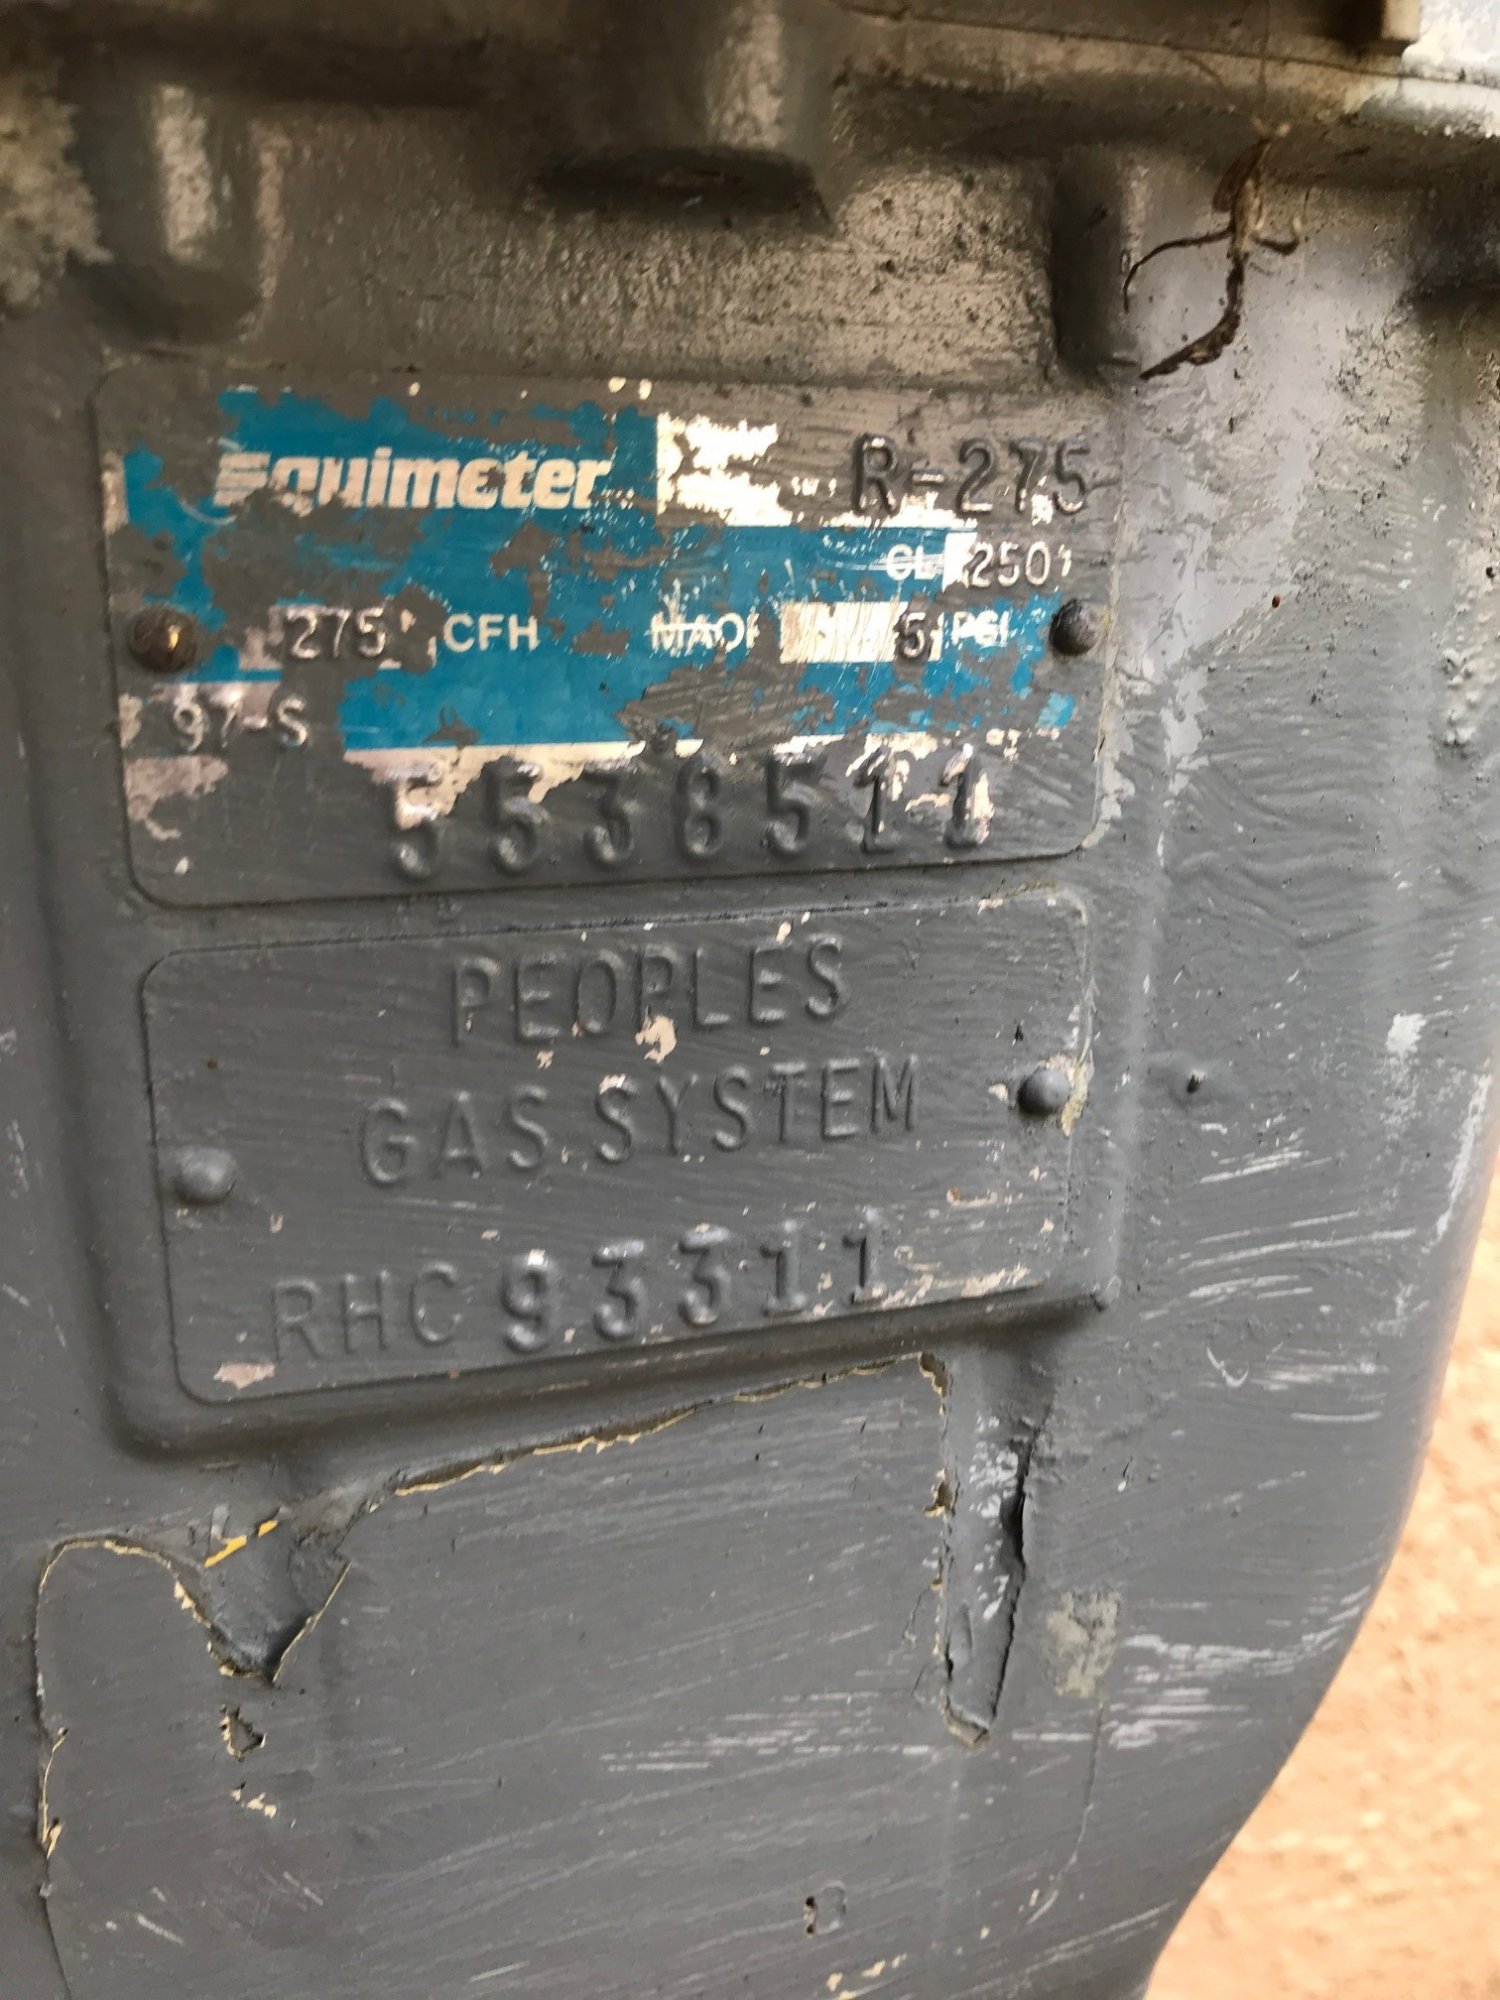 Equimeter R-275
CL 250
275 CFH MAOP 5 PSI
97-S
5538511
PEOPLES
GAS SYSTEM
RHC 93311